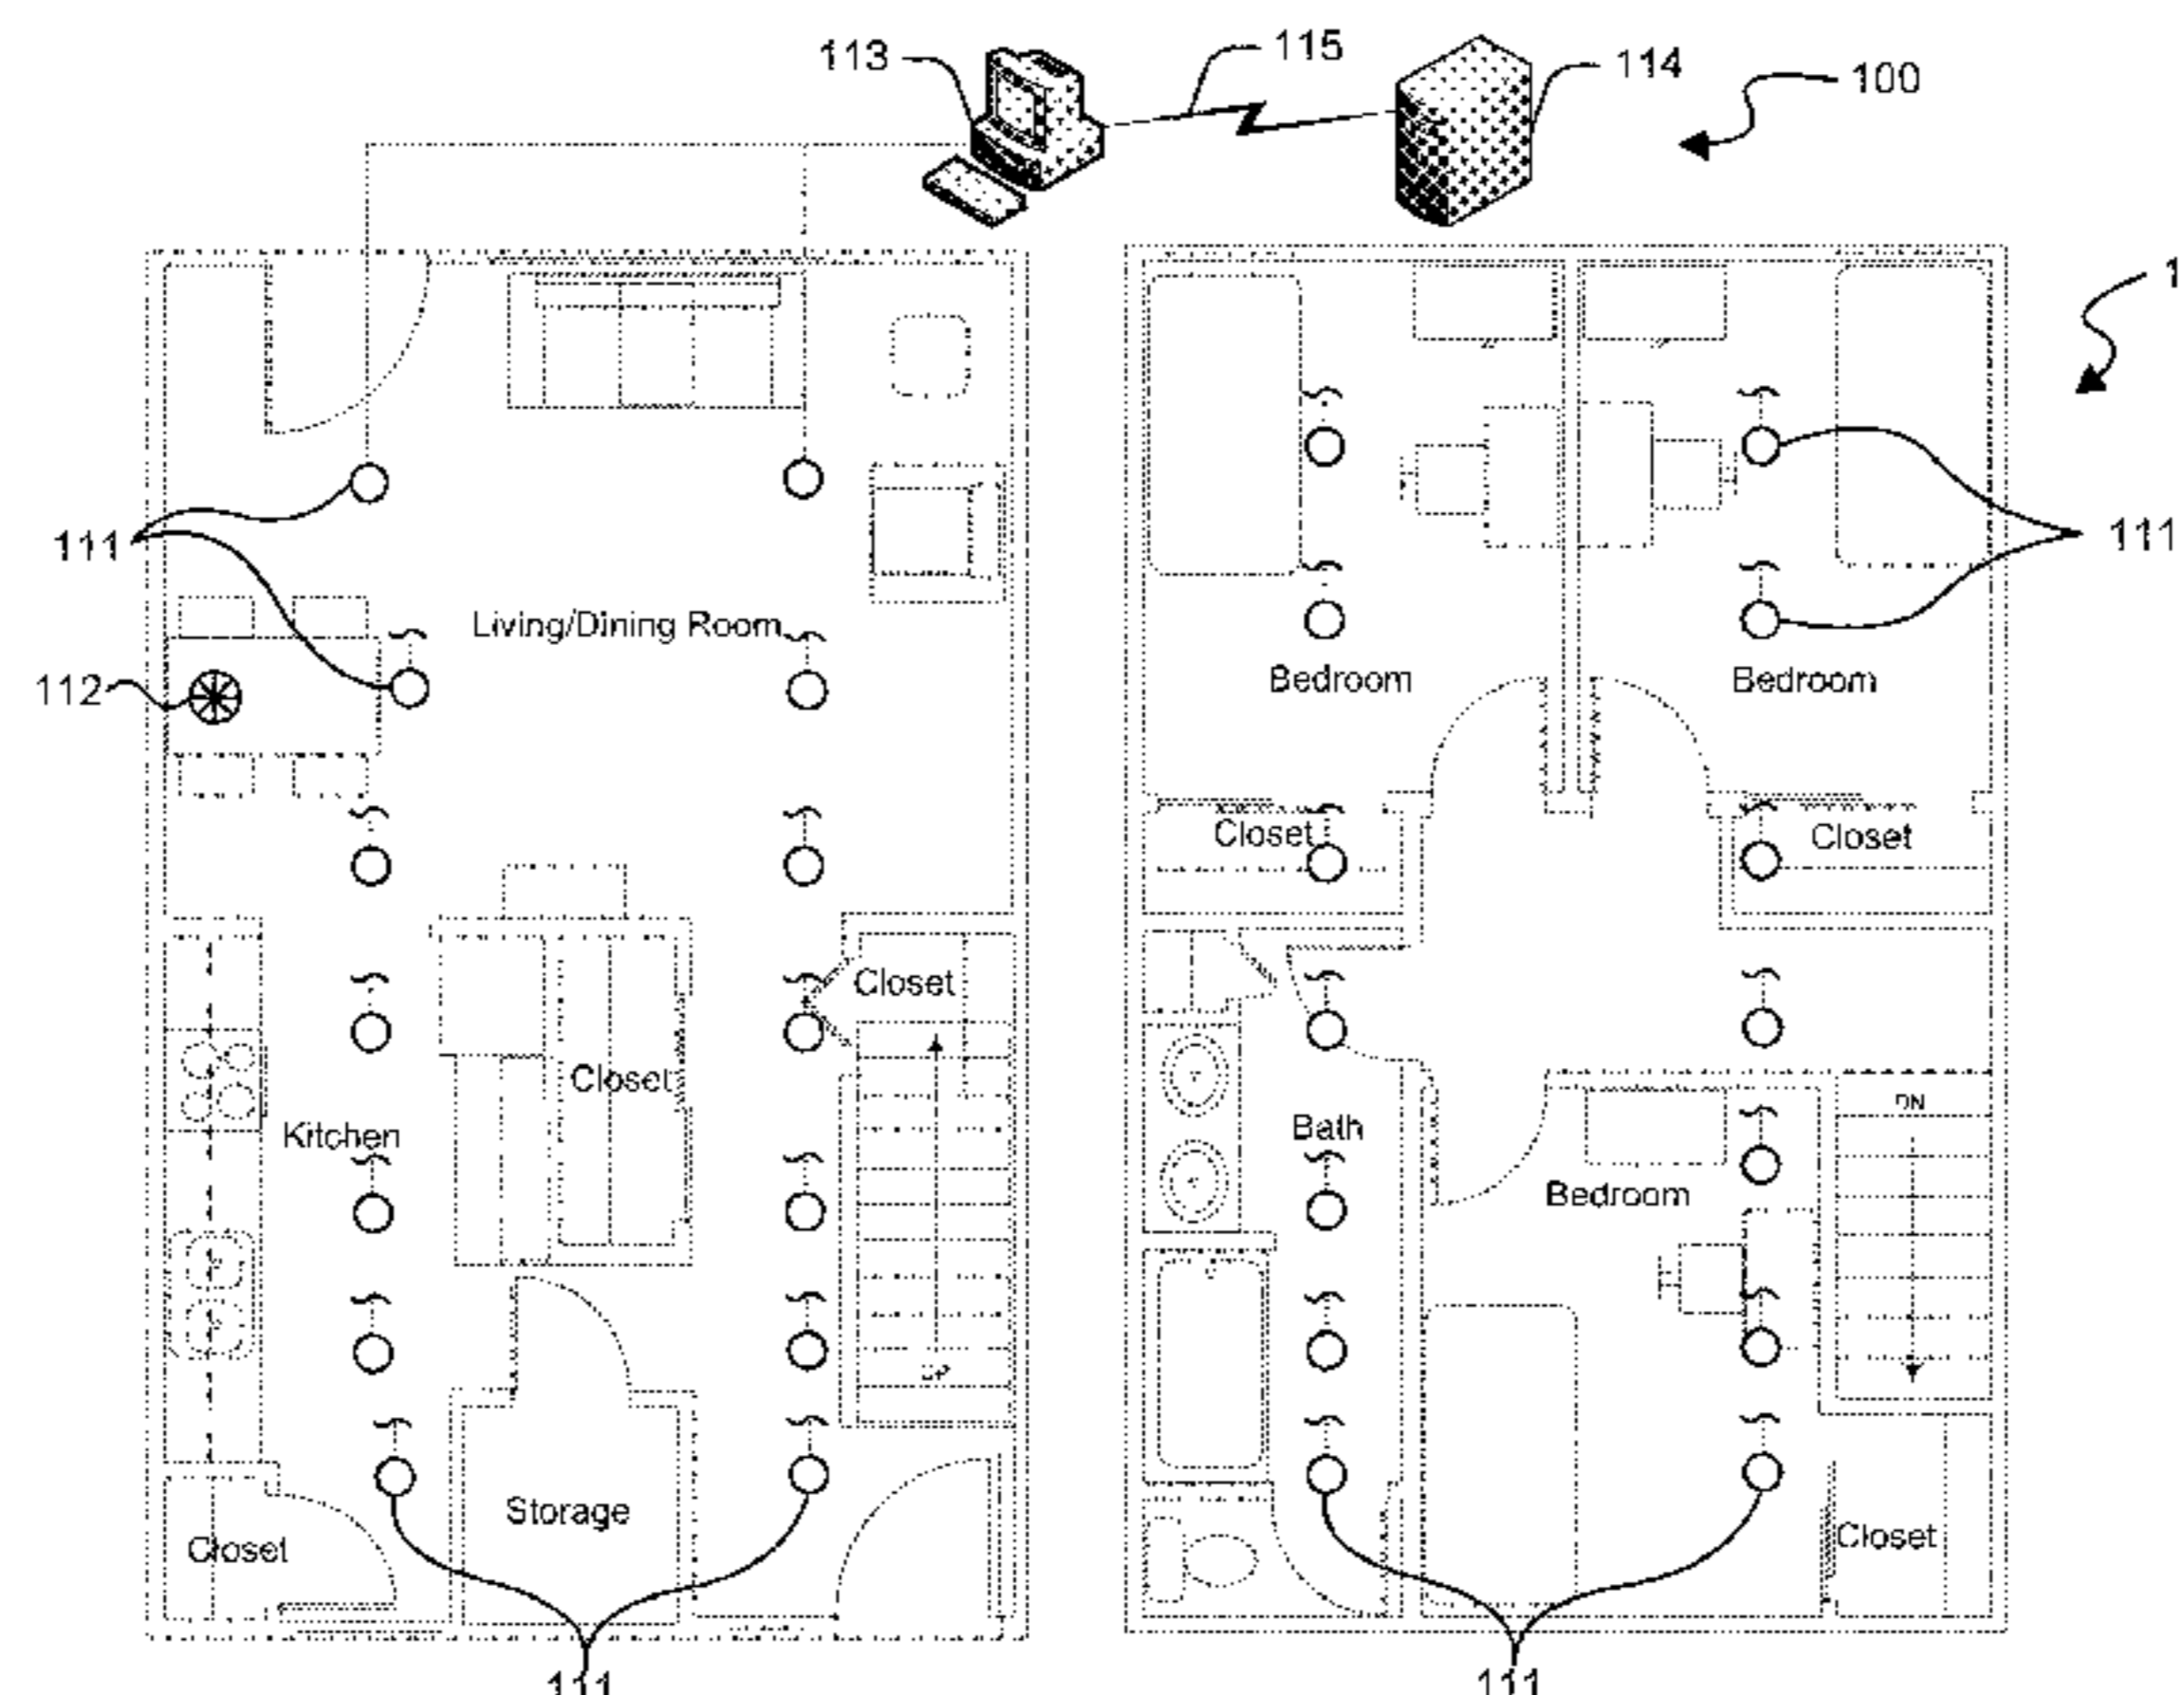 113
115
114
100
1
111
111
Living/Dining Room
112
Bedroom
Bedroom
Closet
Closet
Closet
Closet
Kitchen
Bath
DN
Bedroom
UP
Storage
Closet
Closet
111
111